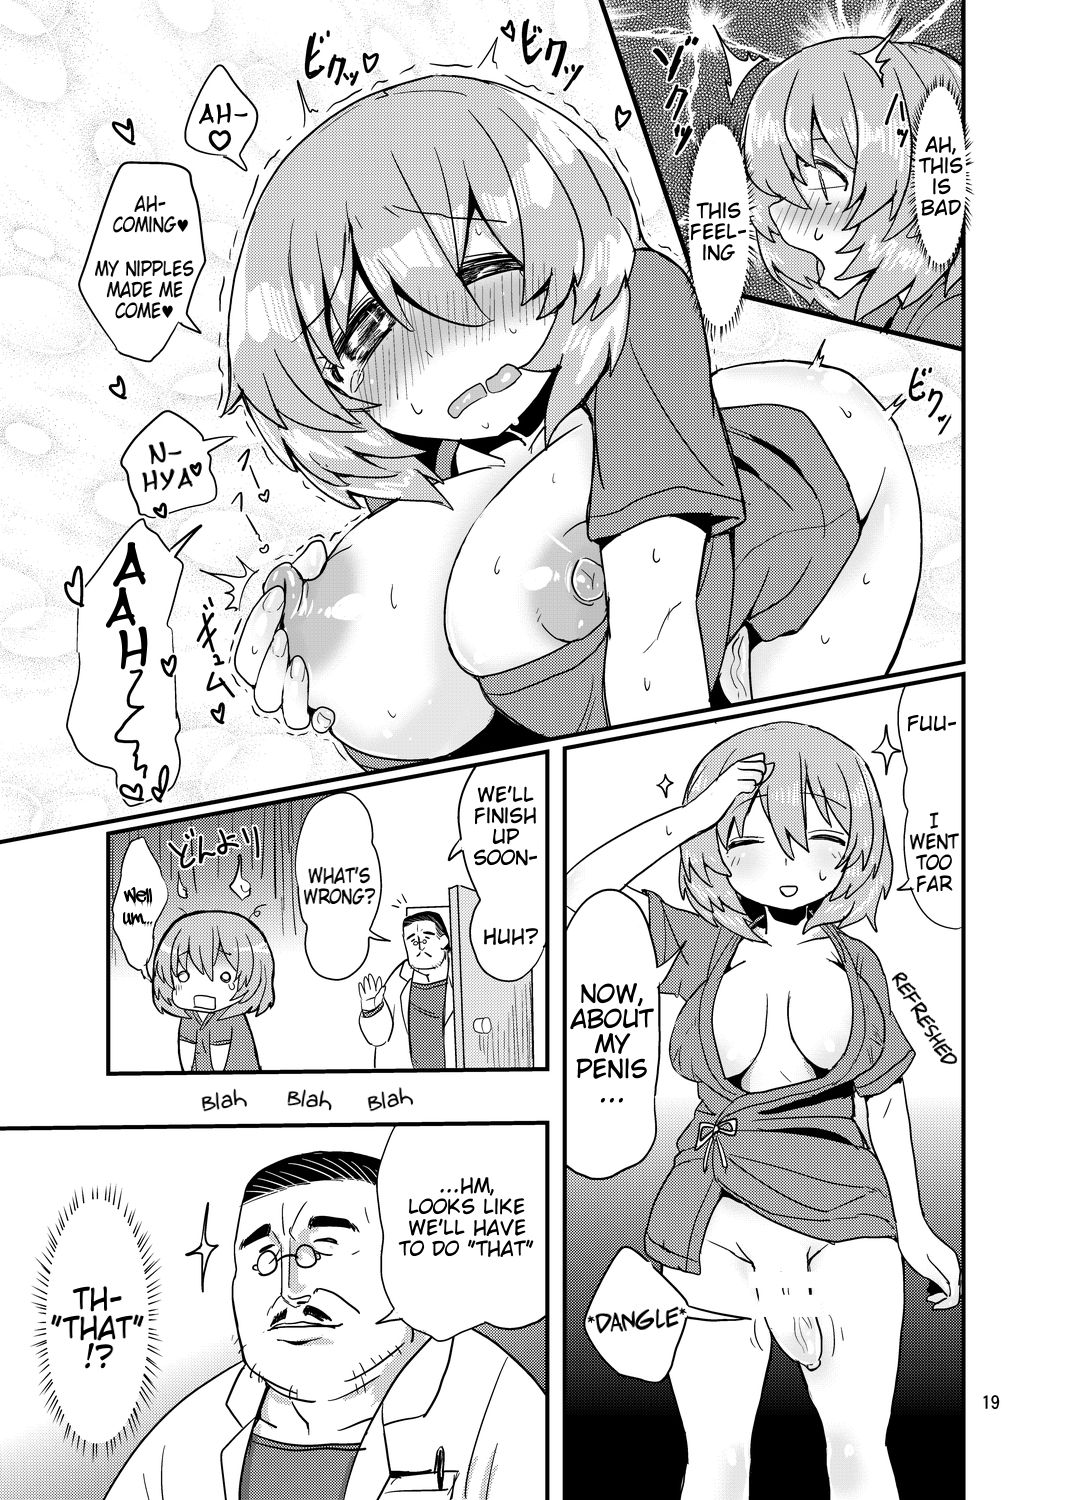 AH,
THIS
IS
BAD
THIS
FEEL-
ING
ゾクゾクッ
ハッ
ビクッ
ビクッ♡
AH-
♡
AH-
COMING♥
MY NIPPLES
MADE ME
COME♥
N-
HYA♡
AAH
ギュム
ビクッ
FUU-
I
WENT
TOO
FAR
REFRESHED
NOW,
ABOUT
MY
PENIS
...
*DANGLE*
WE'LL
FINISH
UP
SOON-
HUH?
WHAT'S
WRONG?
どんより
Well
um...
Blah Blah Blah
...HM,
LOOKS LIKE
WE'LL HAVE
TO DO "THAT"
TH-
"THAT"
!?
19